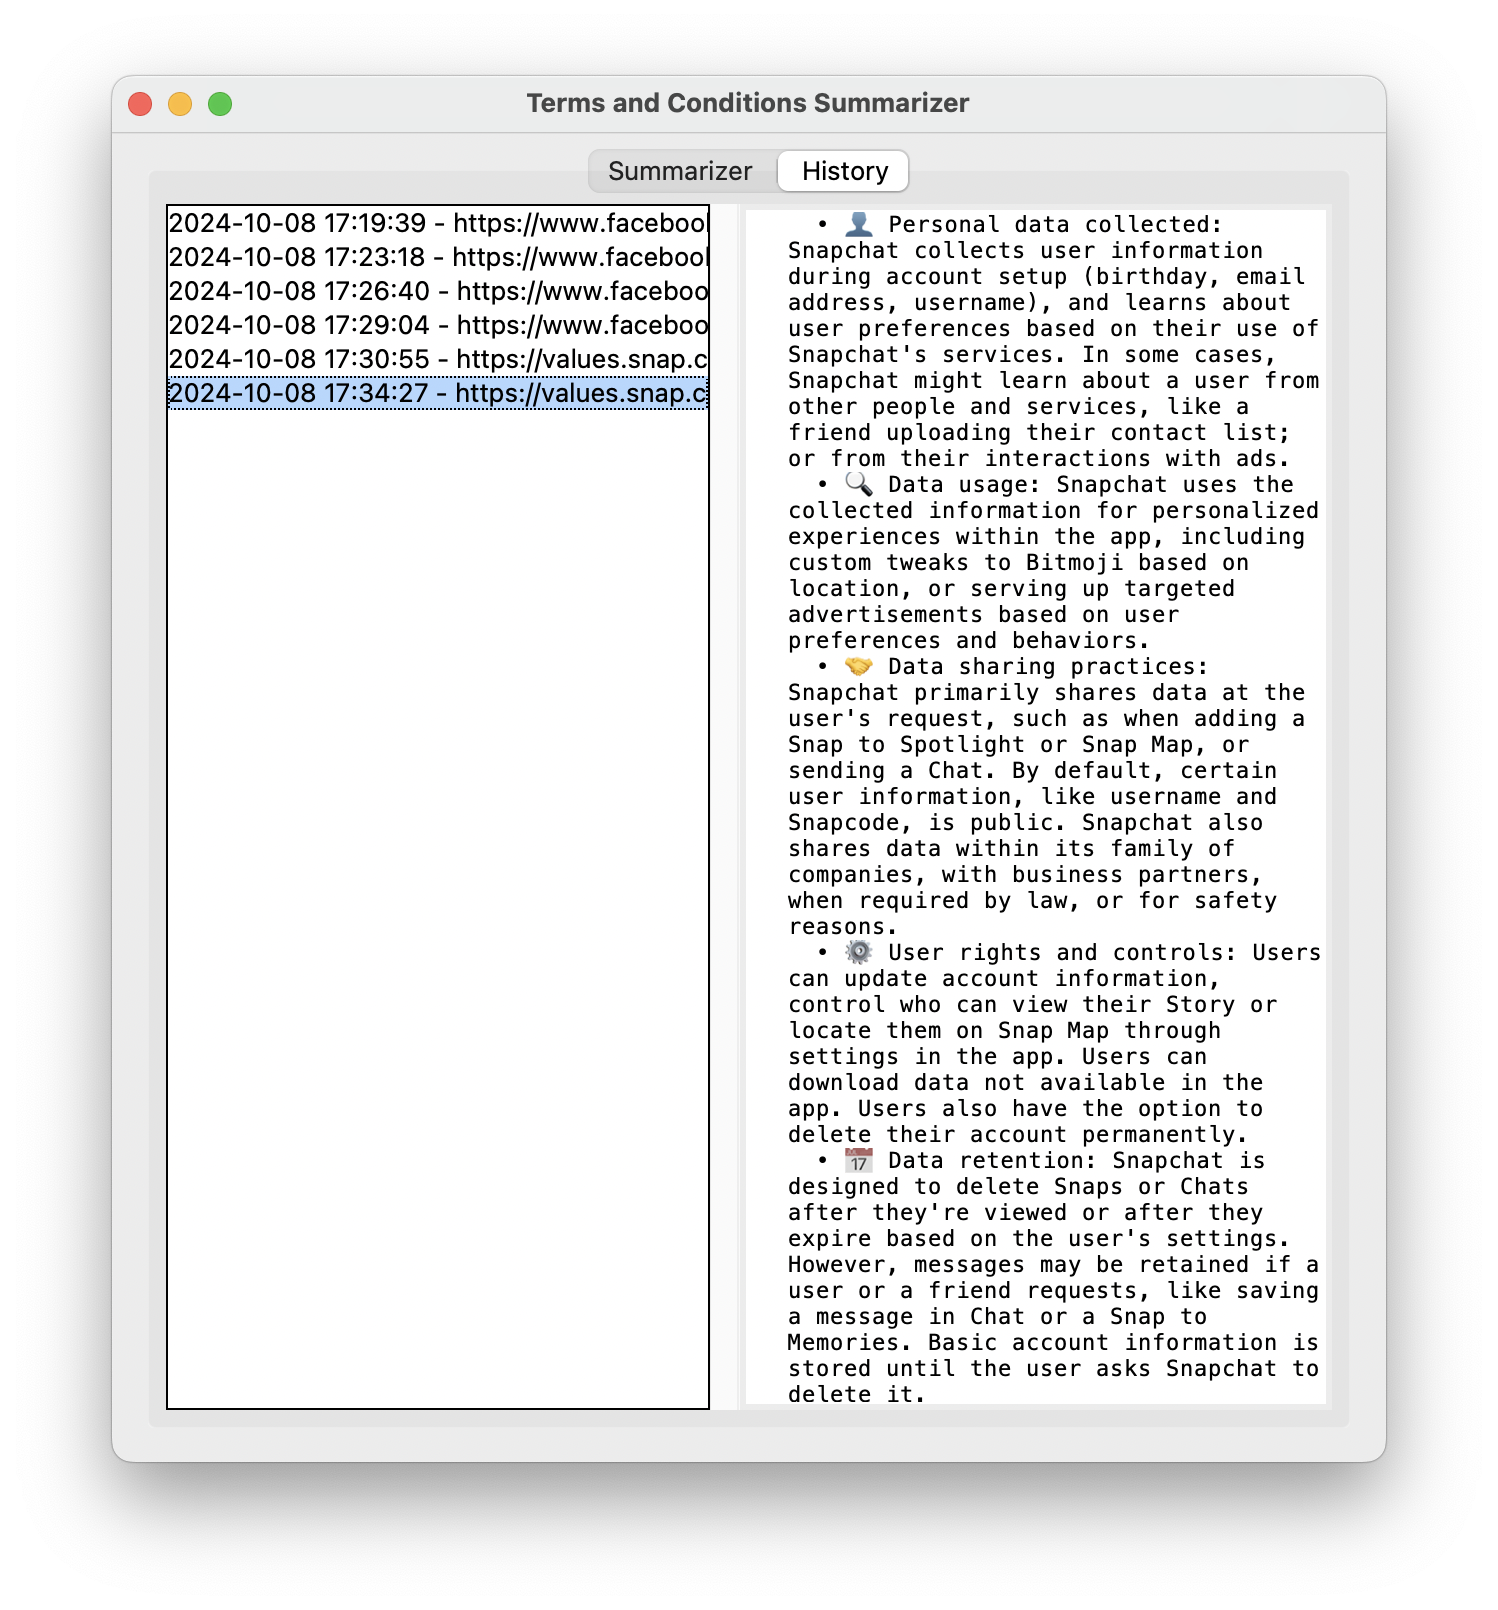 Terms and Conditions Summarizer
Summarizer
History
2024-10-08 17:19:39 - https://www.facebool
2024-10-08 17:23:18 - https://www.facebool
2024-10-08 17:26:40 - https://www.faceboo
2024-10-08 17:29:04 - https://www.faceboo
2024-10-08 17:30:55 - https://values.snap.c
2024-10-08 17:34:27 - https://values.snap.c
• 👤 Personal data collected:
Snapchat collects user information
during account setup (birthday, email
address, username), and learns about
user preferences based on their use of
Snapchat's services. In some cases,
Snapchat might learn about a user from
other people and services, like a
friend uploading their contact list;
or from their interactions with ads.
• 🔍 Data usage: Snapchat uses the
collected information for personalized
experiences within the app, including
custom tweaks to Bitmoji based on
location, or serving up targeted
advertisements based on user
preferences and behaviors.
• 🤝 Data sharing practices:
Snapchat primarily shares data at the
user's request, such as when adding a
Snap to Spotlight or Snap Map, or
sending a Chat. By default, certain
user information, like username and
Snapcode, is public. Snapchat also
shares data within its family of
companies, with business partners,
when required by law, or for safety
reasons.
• ⚙️ User rights and controls: Users
can update account information,
control who can view their Story or
locate them on Snap Map through
settings in the app. Users can
download data not available in the
app. Users also have the option to
delete their account permanently.
• 📅 Data retention: Snapchat is
designed to delete Snaps or Chats
after they're viewed or after they
expire based on the user's settings.
However, messages may be retained if a
user or a friend requests, like saving
a message in Chat or a Snap to
Memories. Basic account information is
stored until the user asks Snapchat to
delete it.